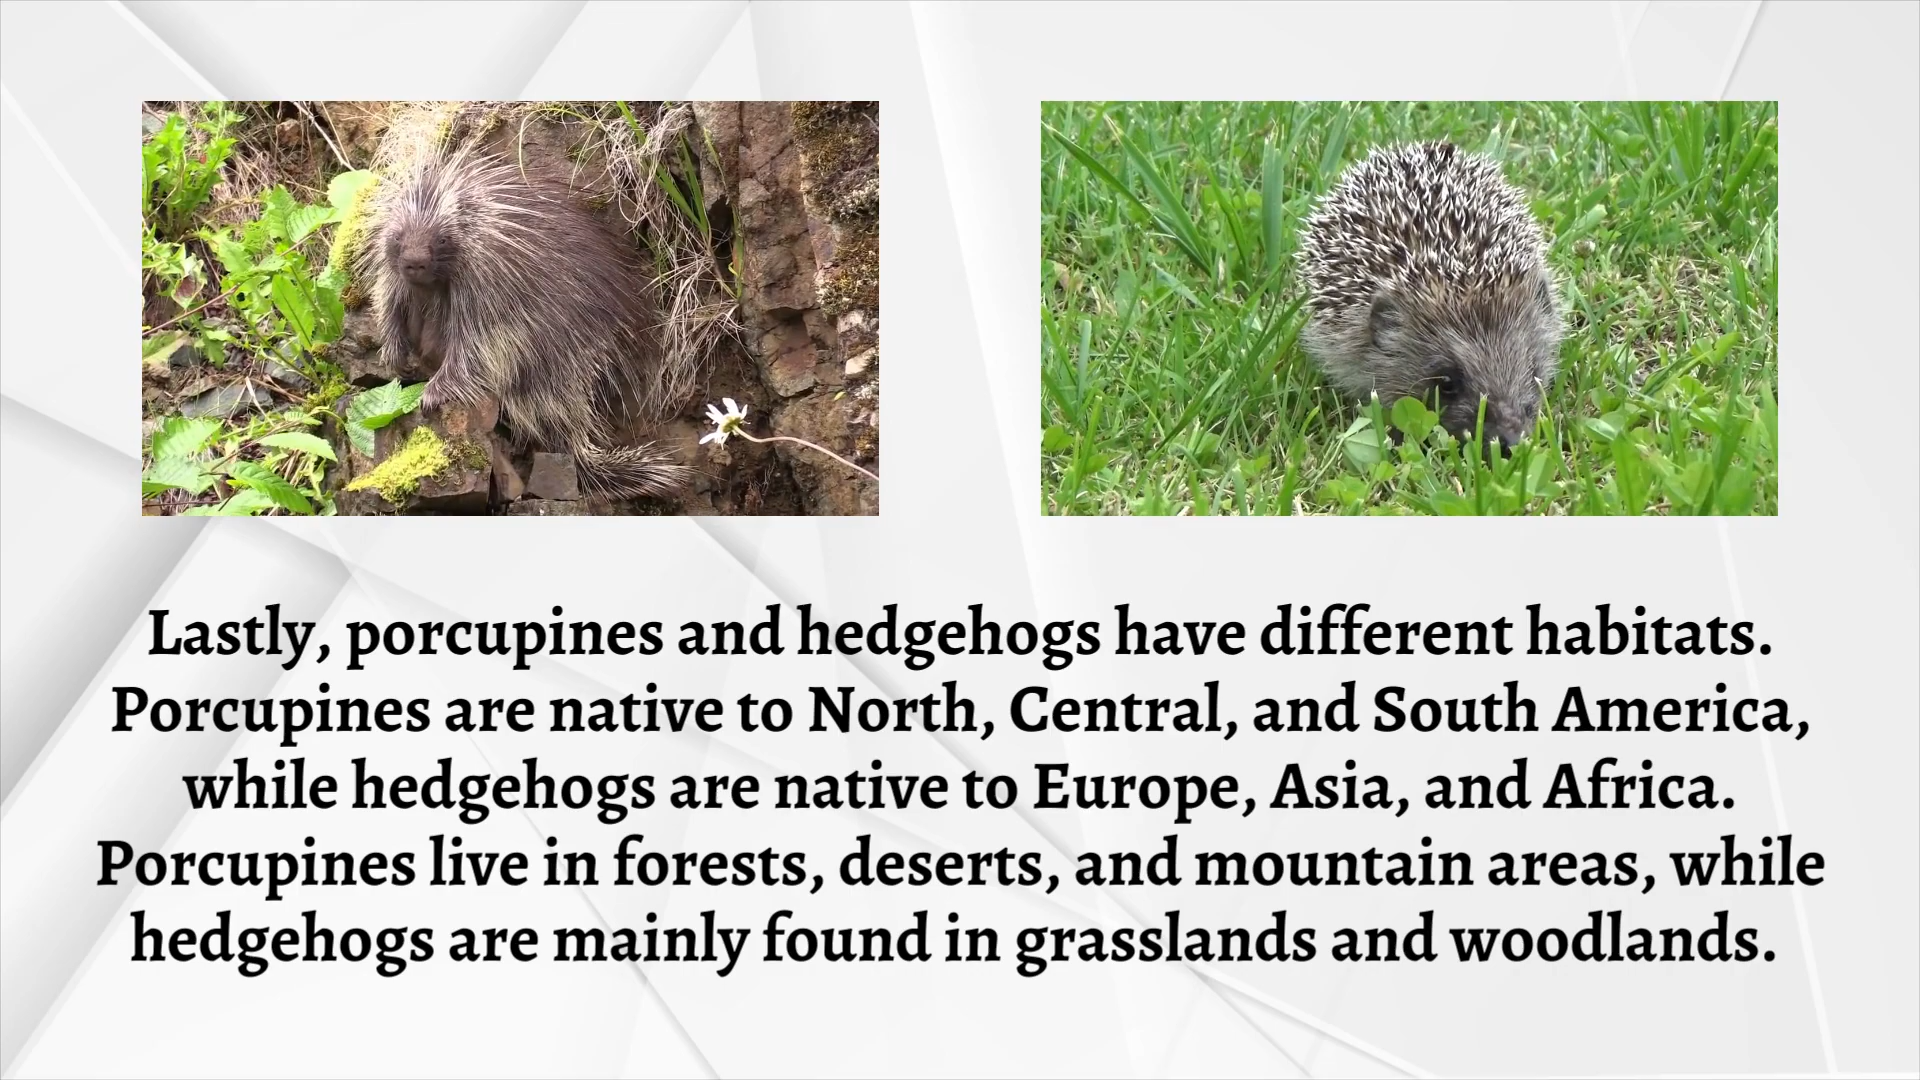 Lastly, porcupines and hedgehogs have different habitats.
Porcupines are native to North, Central, and South America,
while hedgehogs are native to Europe, Asia, and Africa.
Porcupines live in forests, deserts, and mountain areas, while
hedgehogs are mainly found in grasslands and woodlands.